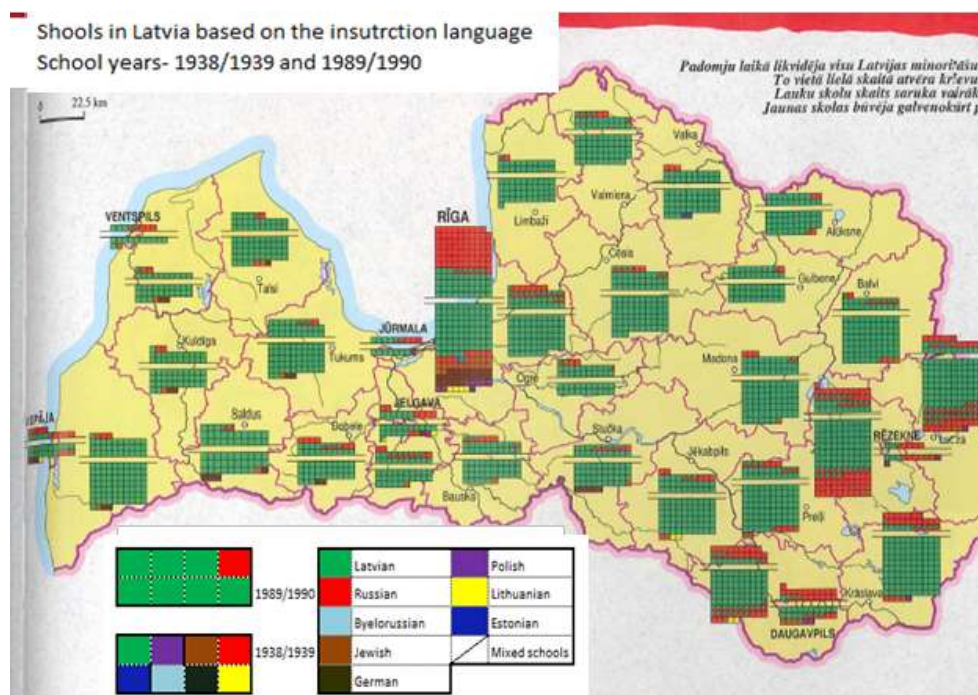 Shools in Latvia based on the insutrction language
School years- 1938/1939 and 1989/1990
Padomju laikā likvidēja visu Latvijas minoritāšu
To vietā lielā skaitā atvēra krievu
Lauku skolu skaits saruka vairāk
Jaunas skolas būvēja galvenokārt p
22.5 km
Valka
VENTSPILS
RĪGA
Valmiera
Limbaži
Alūksne
Cēsis
Talsi
Gulbene
Balvi
JŪRMALA
Kuldīga
Tukums
Madona
Ogre
JELGAVA
Saldus
Dobele
Stučka
RĒZEKNE
Ludza
Jēkabpils
Bauska
Preiļi
Krāslava
DAUGAVPILS
1989/1990
1938/1939
Latvian
Polish
Russian
Lithuanian
Byelorussian
Estonian
Jewish
Mixed schools
German